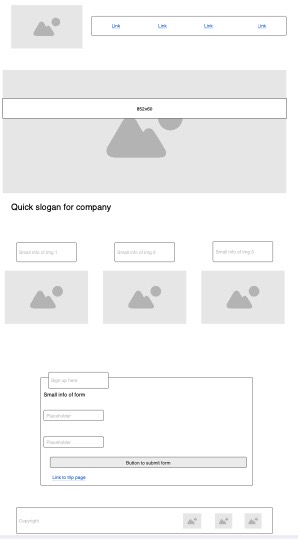 Link Link Link Link
852x60
Quick slogan for company
Small info of img 1 Small info of img 2 Small info of img 3
Sign up here
Small info of form
Placeholder
Placeholder
Button to submit form
Link to ttp page
Copyright